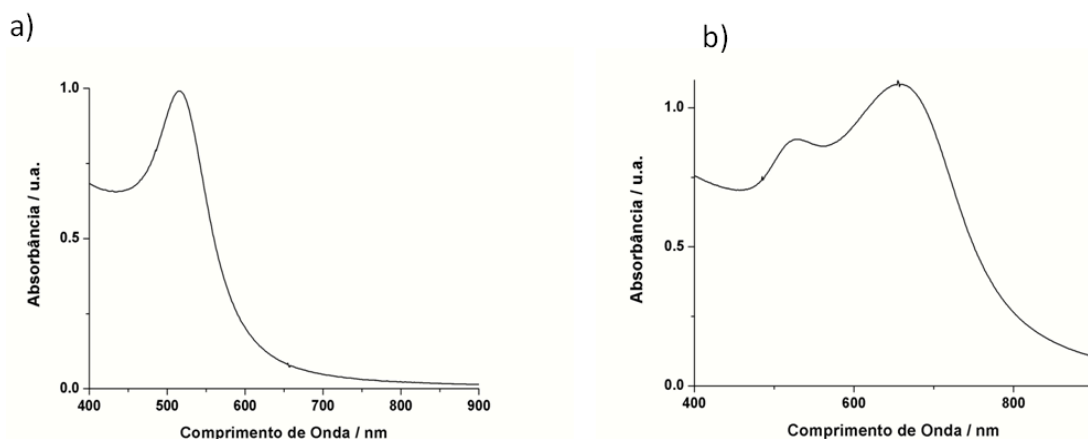 a)
b)
Absorbância / u.a.
1.0
0.5
0.0
400 500 600 700 800 900
Comprimento de Onda / nm
Absorbância / u.a.
1.0
0.5
0.0
400 600 800
Comprimento de Onda / nm